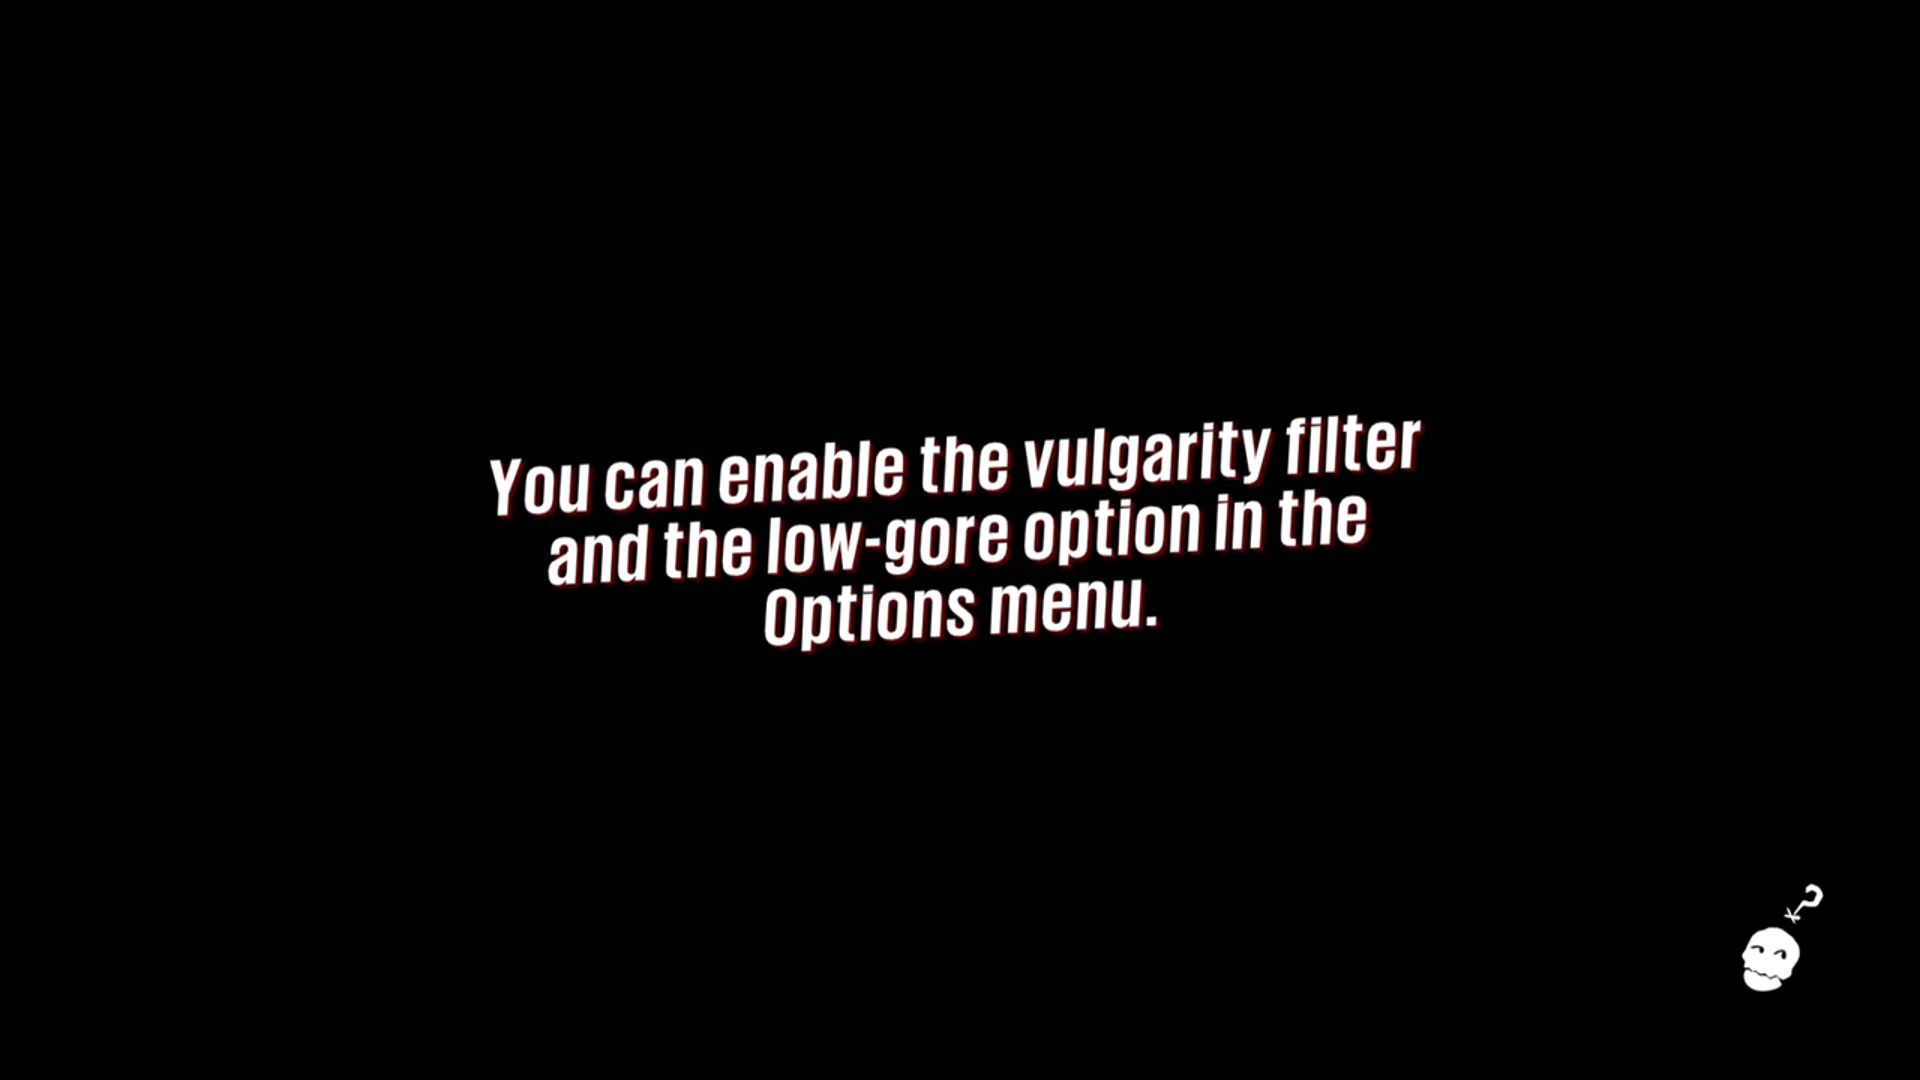 You can enable the vulgarity filter
and the low-gore option in the
Options menu.
?